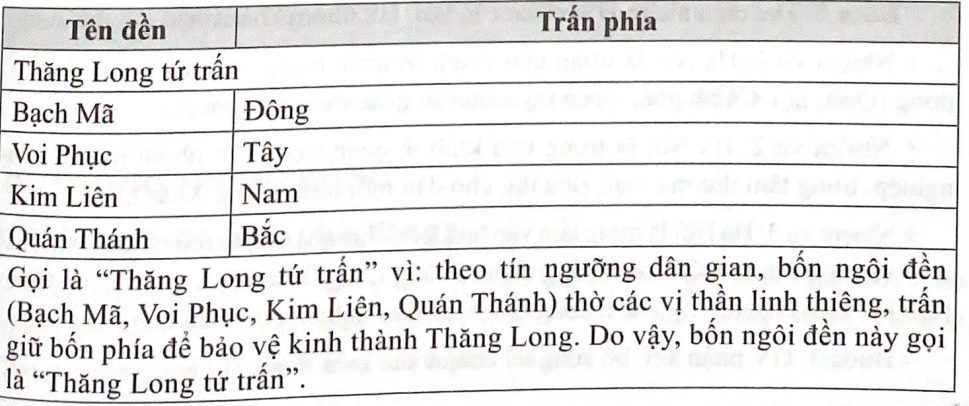 Tên đền Trấn phía
Thăng Long tứ trấn
Bạch Mã Đông
Voi Phục Tây
Kim Liên Nam
Quán Thánh Bắc
Gọi là “Thăng Long tứ trấn” vì: theo tín ngưỡng dân gian, bốn ngôi đền
(Bạch Mã, Voi Phục, Kim Liên, Quán Thánh) thờ các vị thần linh thiêng, trấn
giữ bốn phía để bảo vệ kinh thành Thăng Long. Do vậy, bốn ngôi đền này gọi
là “Thăng Long tứ trấn”.